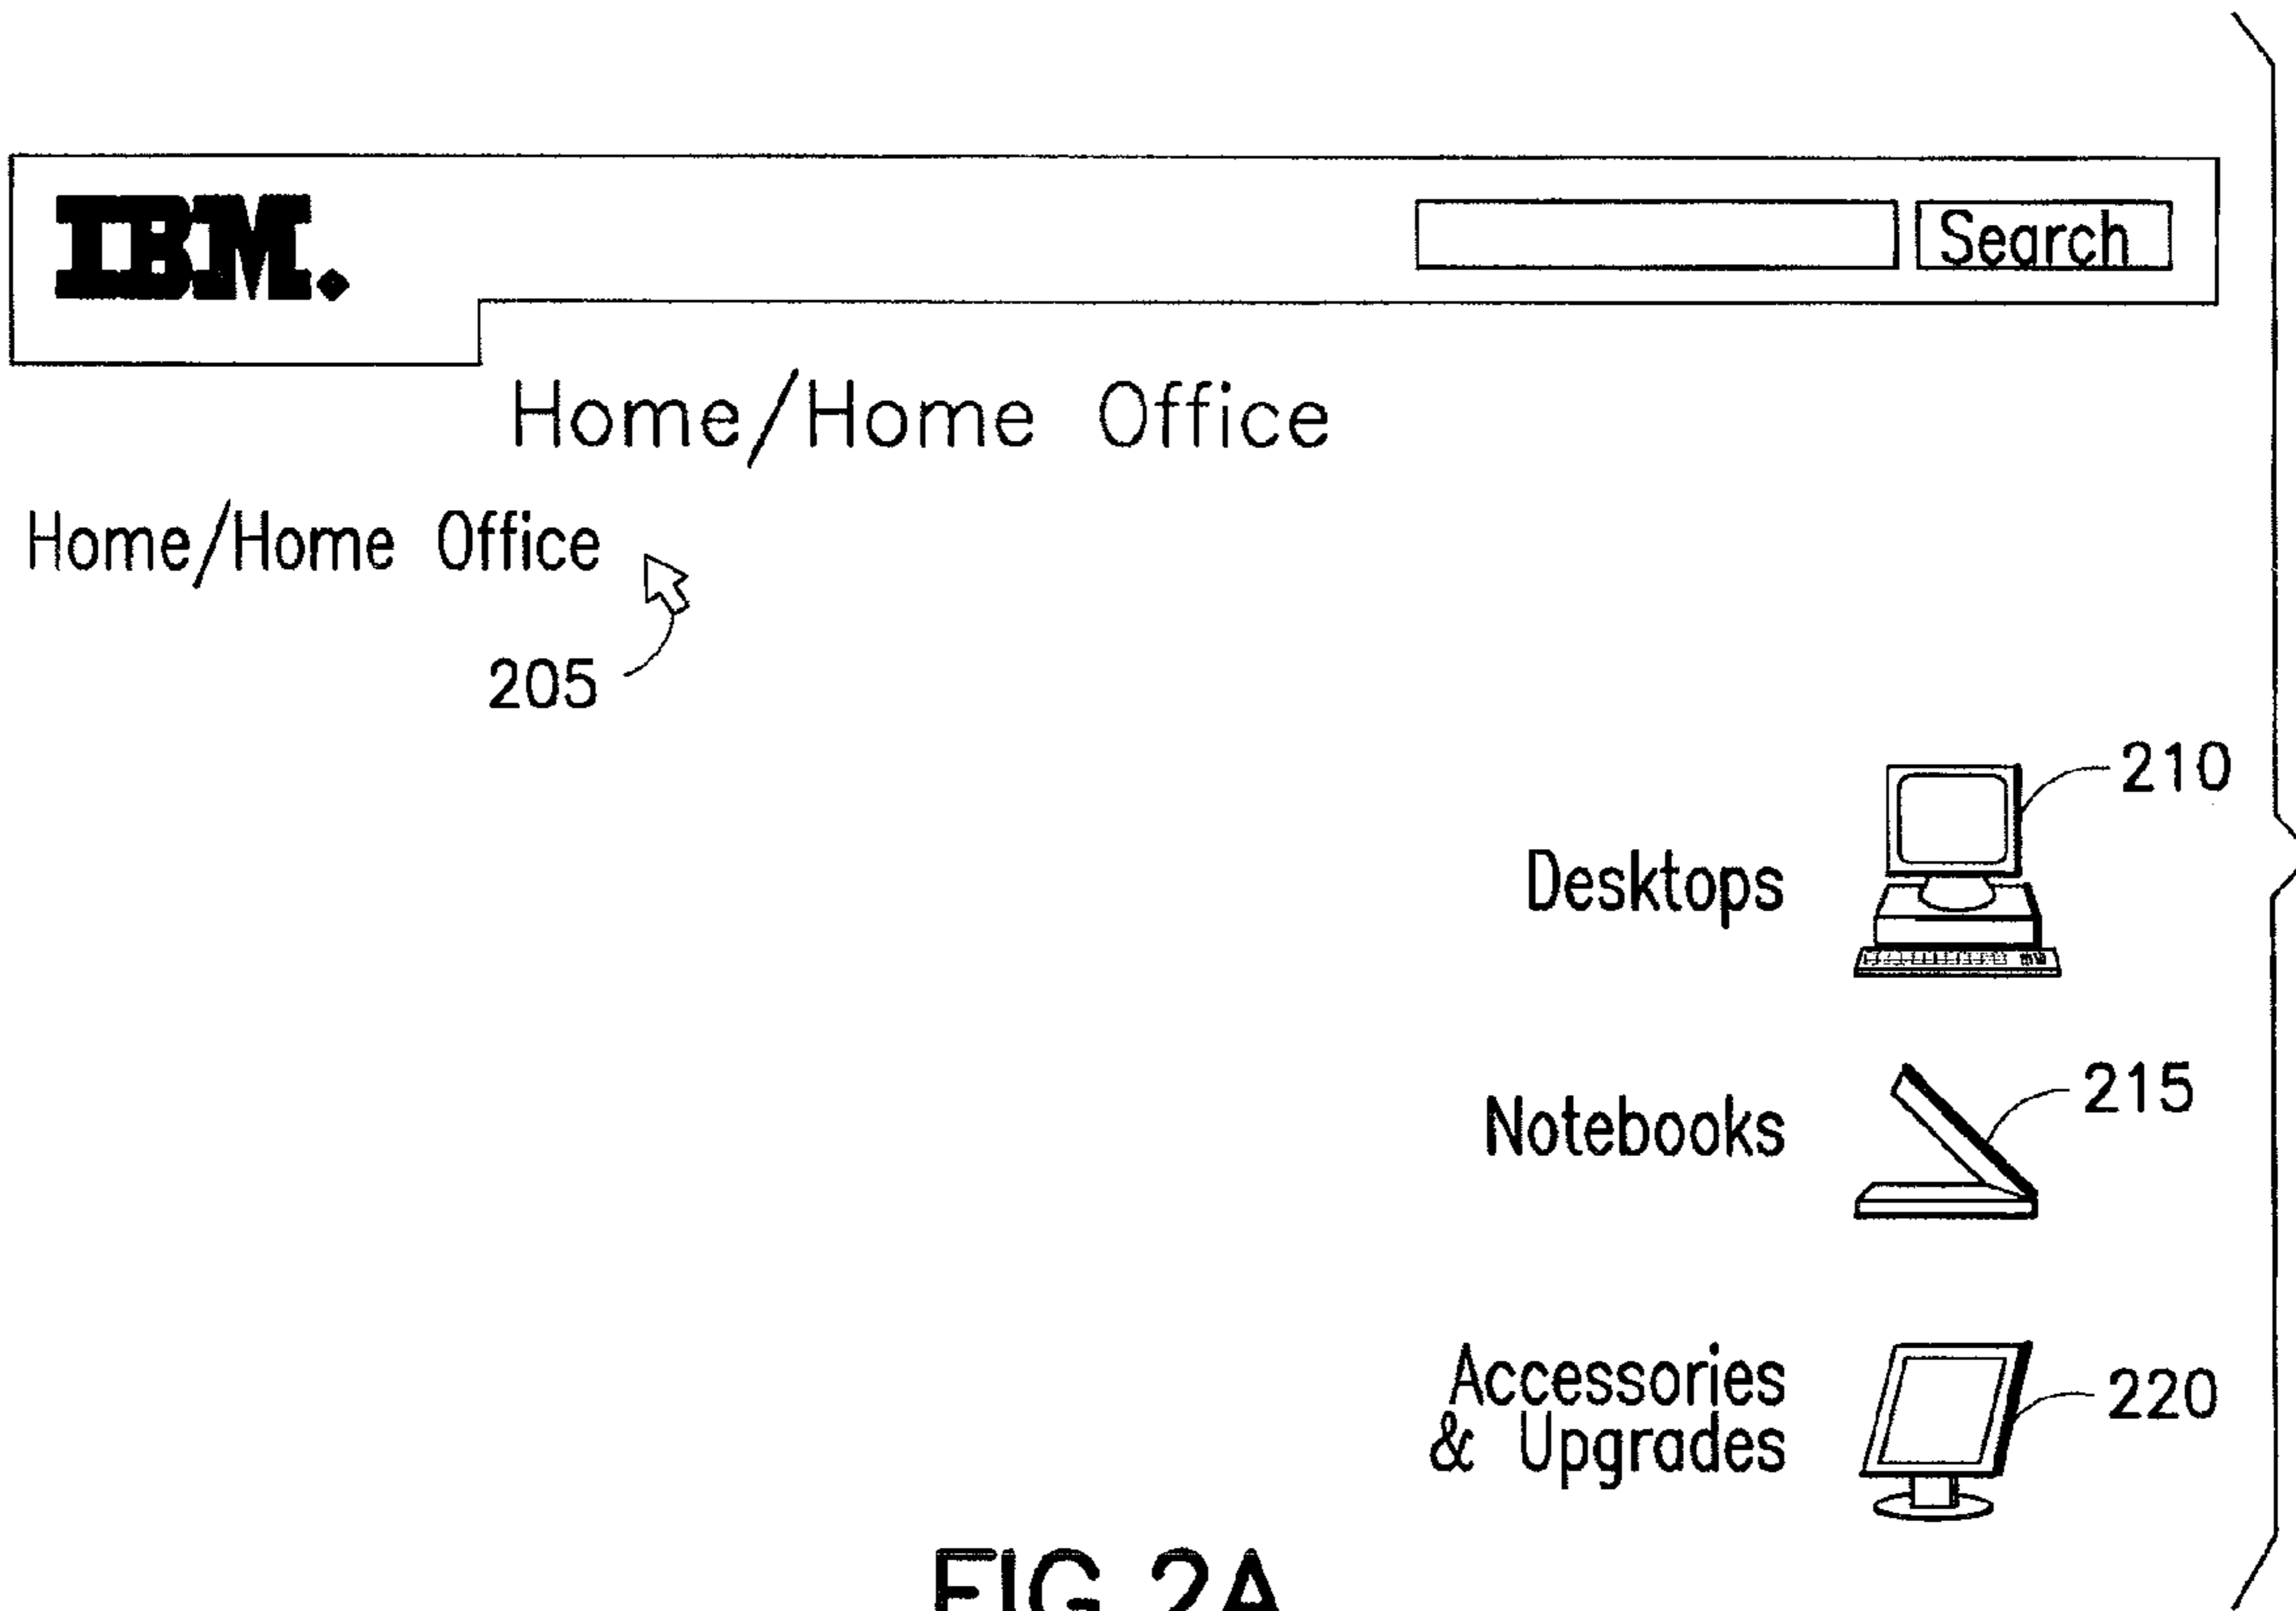 IBM.
Search
Home/Home Office
Home/Home Office
205
210
Desktops
215
Notebooks
Accessories
& Upgrades
220
FIG. 2A